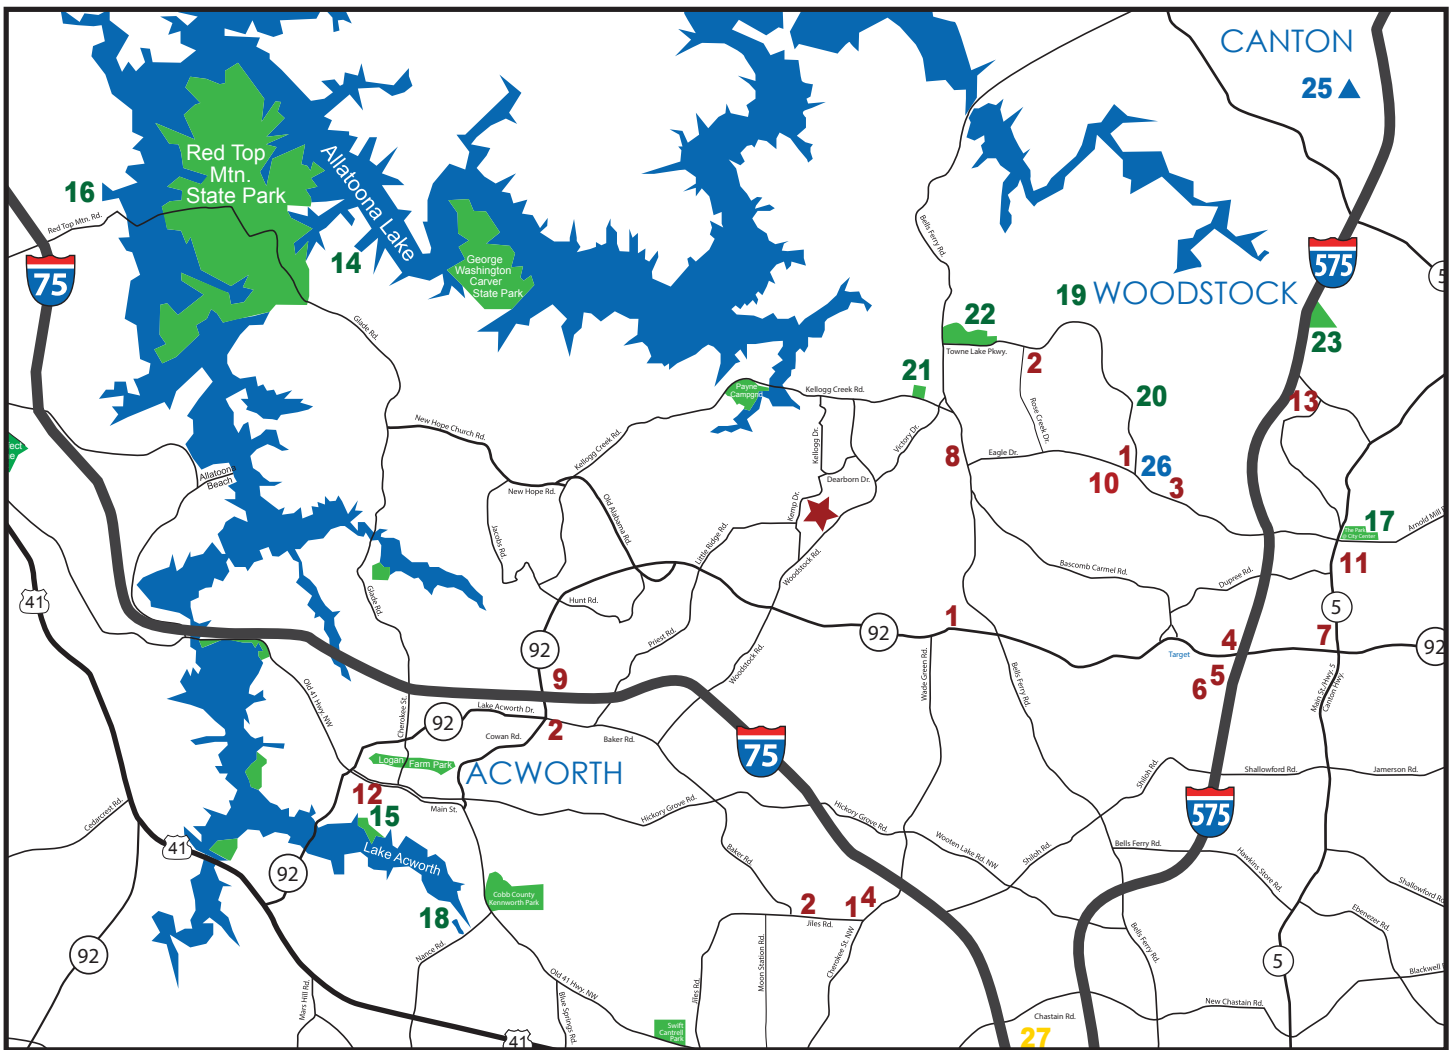 CANTON
25
Red Top
Mtn.
State Park
Allatoona Lake
16
Red Top Mtn. Rd.
14
George
Washington
Carver
State Park
Bells Ferry Rd.
75
575
5
19 WOODSTOCK
22
23
Towne Lake Pkwy.
2
Glade Rd.
21
Payne
Campgrd
Kellogg Creek Rd.
20
13
Rose Creek Dr.
New Hope Church Rd.
Kellogg Creek Rd.
Kellogg Dr.
Victory Dr.
8
Eagle Dr.
1
26
10
3
ect
e
Allatoona
Beach
New Hope Rd.
Old Alabama Rd.
Dearborn Dr.
Kemp Dr.
Little Ridge Rd.
Woodstock Rd.
Jacobs Rd.
17
The Park
@ City Center
Arnold Mill R
11
Bascomb Carmel Rd.
Dupree Rd.
41
Glade Rd.
Hunt Rd.
5
92
Priest Rd.
Woodstock Rd.
92
1
Target
4
7
92
5
6
Wade Green Rd.
Bells Ferry Rd.
Main St./Hwy. 5
Canton Hwy.
9
Old 41 Hwy. NW
Cherokee St.
Lake Acworth Dr.
92
Cowan Rd.
2
Baker Rd.
75
Logan Farm Park
ACWORTH
Shiloh Rd.
Shallowford Rd.
Jamerson Rd.
12
15
Main St.
Hickory Grove Rd.
Hickory Grove Rd.
575
Cedarcrest Rd.
41
Lake Acworth
Baker Rd.
Wooten Lake Rd. NW
Shiloh Rd.
Bells Ferry Rd.
Hawkins Store Rd.
92
Cobb County
Kennworth Park
Shallowford Rd
18
2
1
4
Jiles Rd.
Ebenezer Rd.
Nance Rd.
Moon Station Rd.
Cherokee St. NW
Bells Ferry Rd.
92
5
Blackwell
Old 41 Hwy. NW
Mars Hill Rd.
Blue Springs Rd.
Jiles Rd.
New Chastain Rd.
Chastain Rd.
Swift
Cantrell
Park
41
27